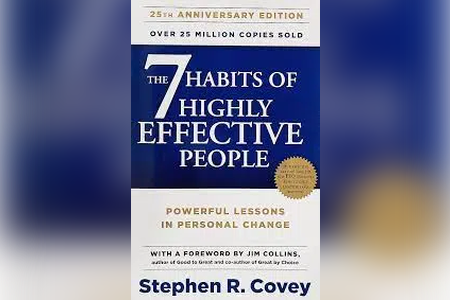 25TH ANNIVERSARY EDITION
OVER 25 MILLION COPIES SOLD
THE 7 HABITS OF
HIGHLY
EFFECTIVE
PEOPLE
POWERFUL LESSONS
IN PERSONAL CHANGE
WITH A FOREWORD BY JIM COLLINS,
author of Good to Great and co-author of Great by Choice
Stephen R. Covey